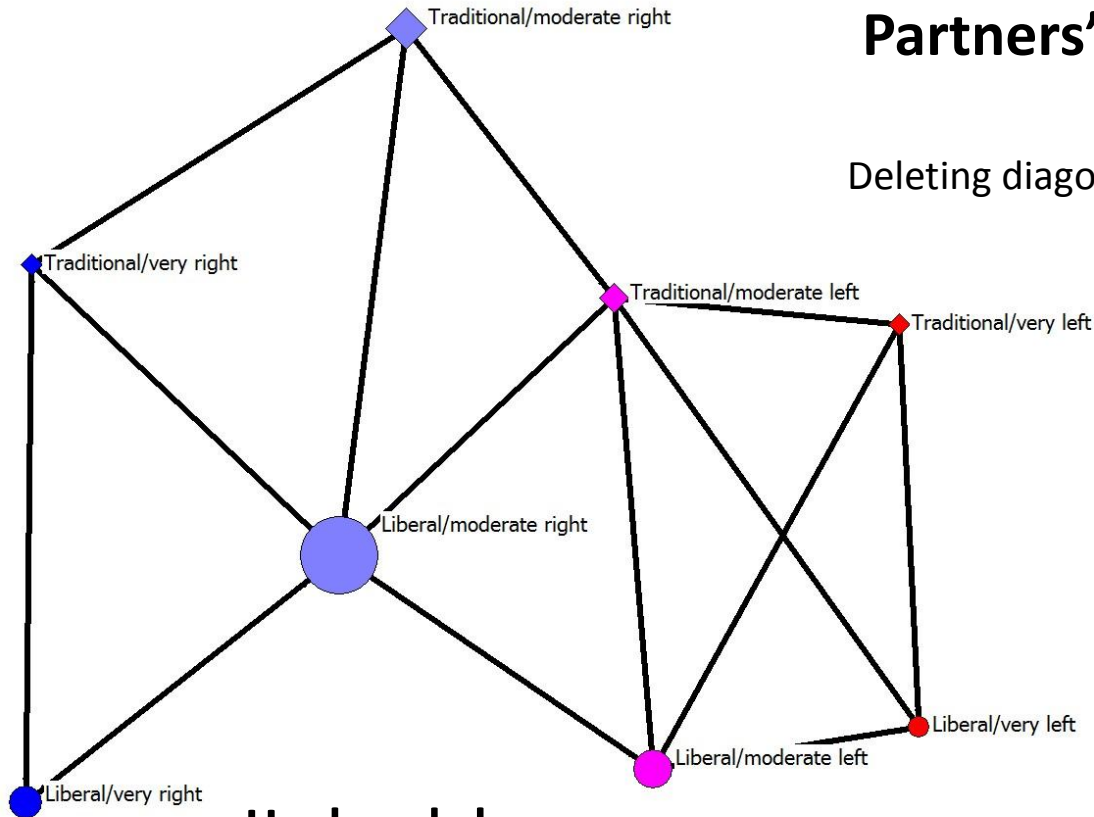 Traditional/moderate right
Partners’
Deleting diago
Traditional/very right
Traditional/moderate left
Traditional/very left
Liberal/moderate right
Liberal/very left
Liberal/moderate left
Liberal/very right